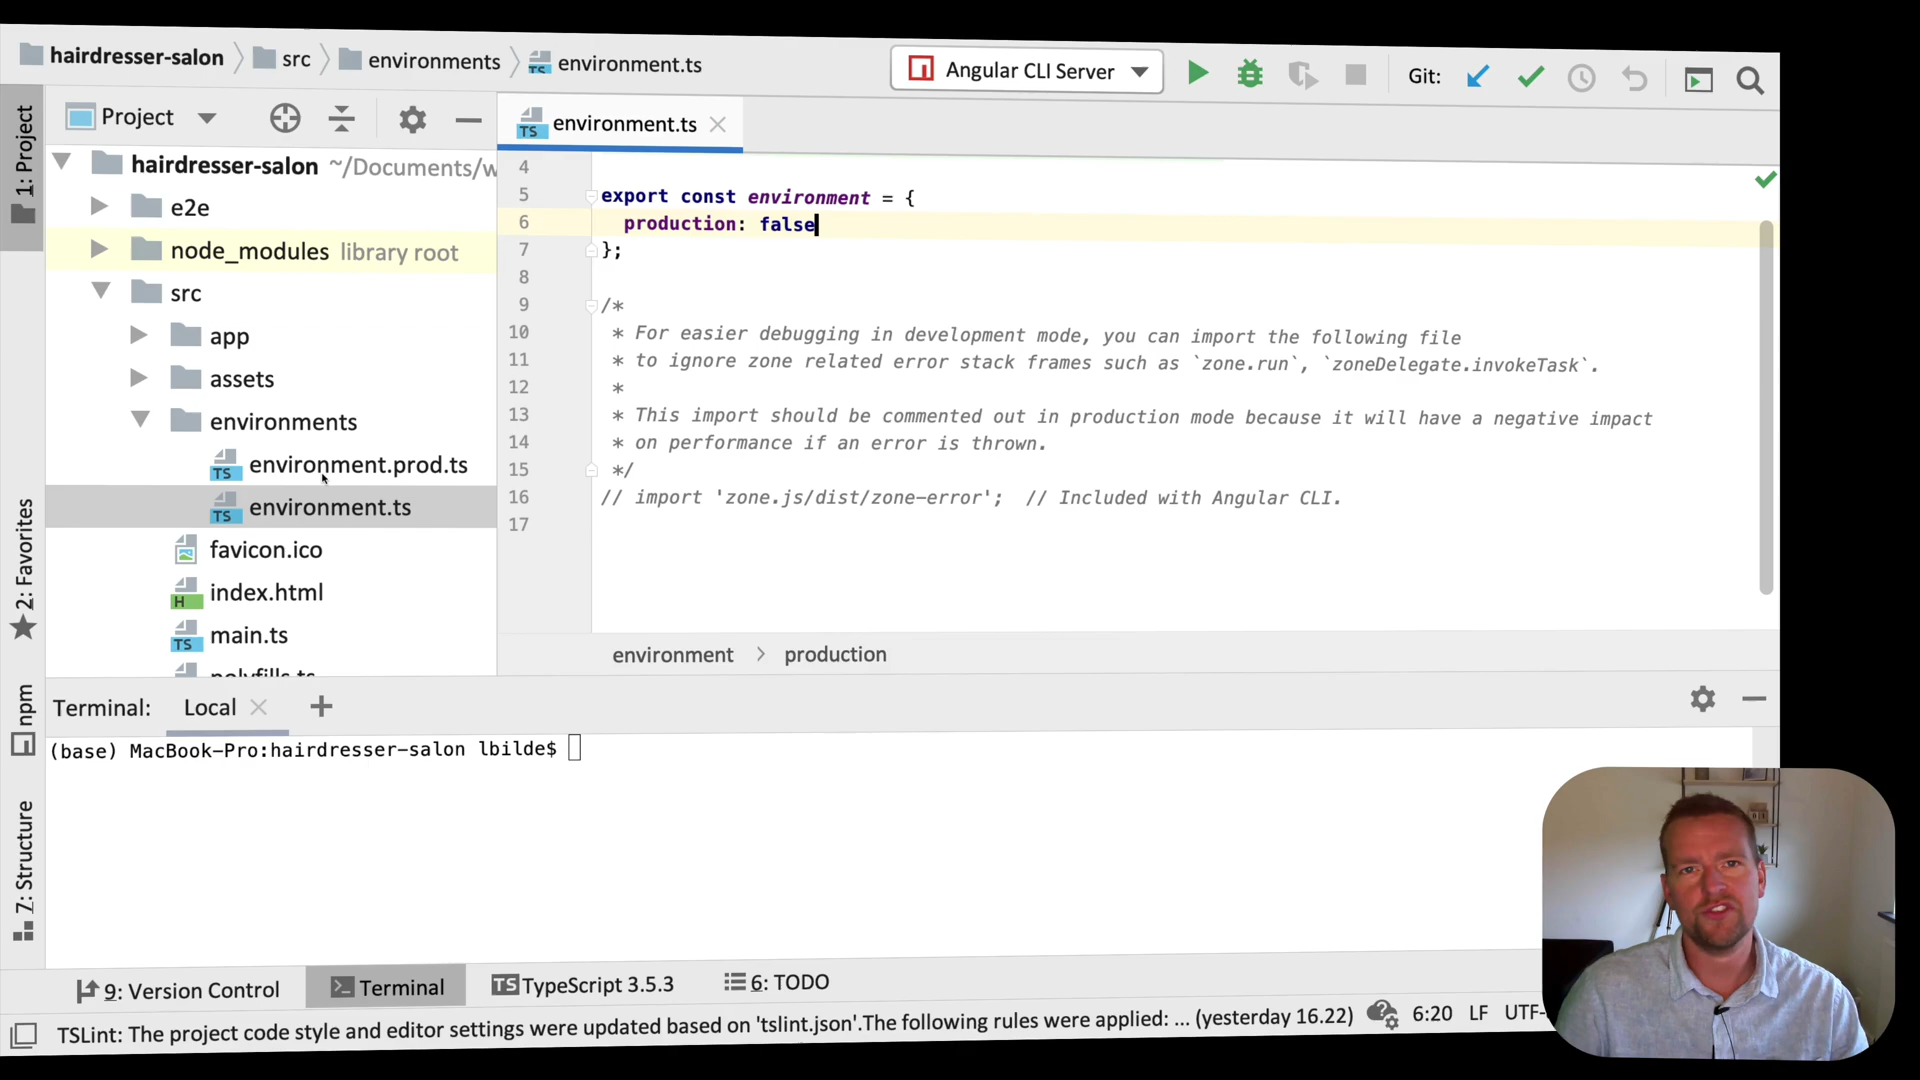 hairdresser-salon
src
environments
environment.ts
Angular CLI Server
Git:
1: Project
Project
environment.ts
hairdresser-salon ~/Documents/w
e2e
node_modules library root
src
app
assets
environments
environment.prod.ts
environment.ts
favicon.ico
index.html
main.ts
polyfills.ts
4
5 export const environment = {
6 production: false
7 };
8
9 /*
10 * For easier debugging in development mode, you can import the following file
11 * to ignore zone related error stack frames such as `zone.run`, `zoneDelegate.invokeTask`.
12 *
13 * This import should be commented out in production mode because it will have a negative impact
14 * on performance if an error is thrown.
15 */
16 // import 'zone.js/dist/zone-error'; // Included with Angular CLI.
17
environment > production
2: Favorites
npm
7: Structure
Terminal: Local
(base) MacBook-Pro:hairdresser-salon lbilde$
9: Version Control
Terminal
TypeScript 3.5.3
6: TODO
TSLint: The project code style and editor settings were updated based on 'tslint.json'.The following rules were applied: ... (yesterday 16.22)
6:20 LF UTF-